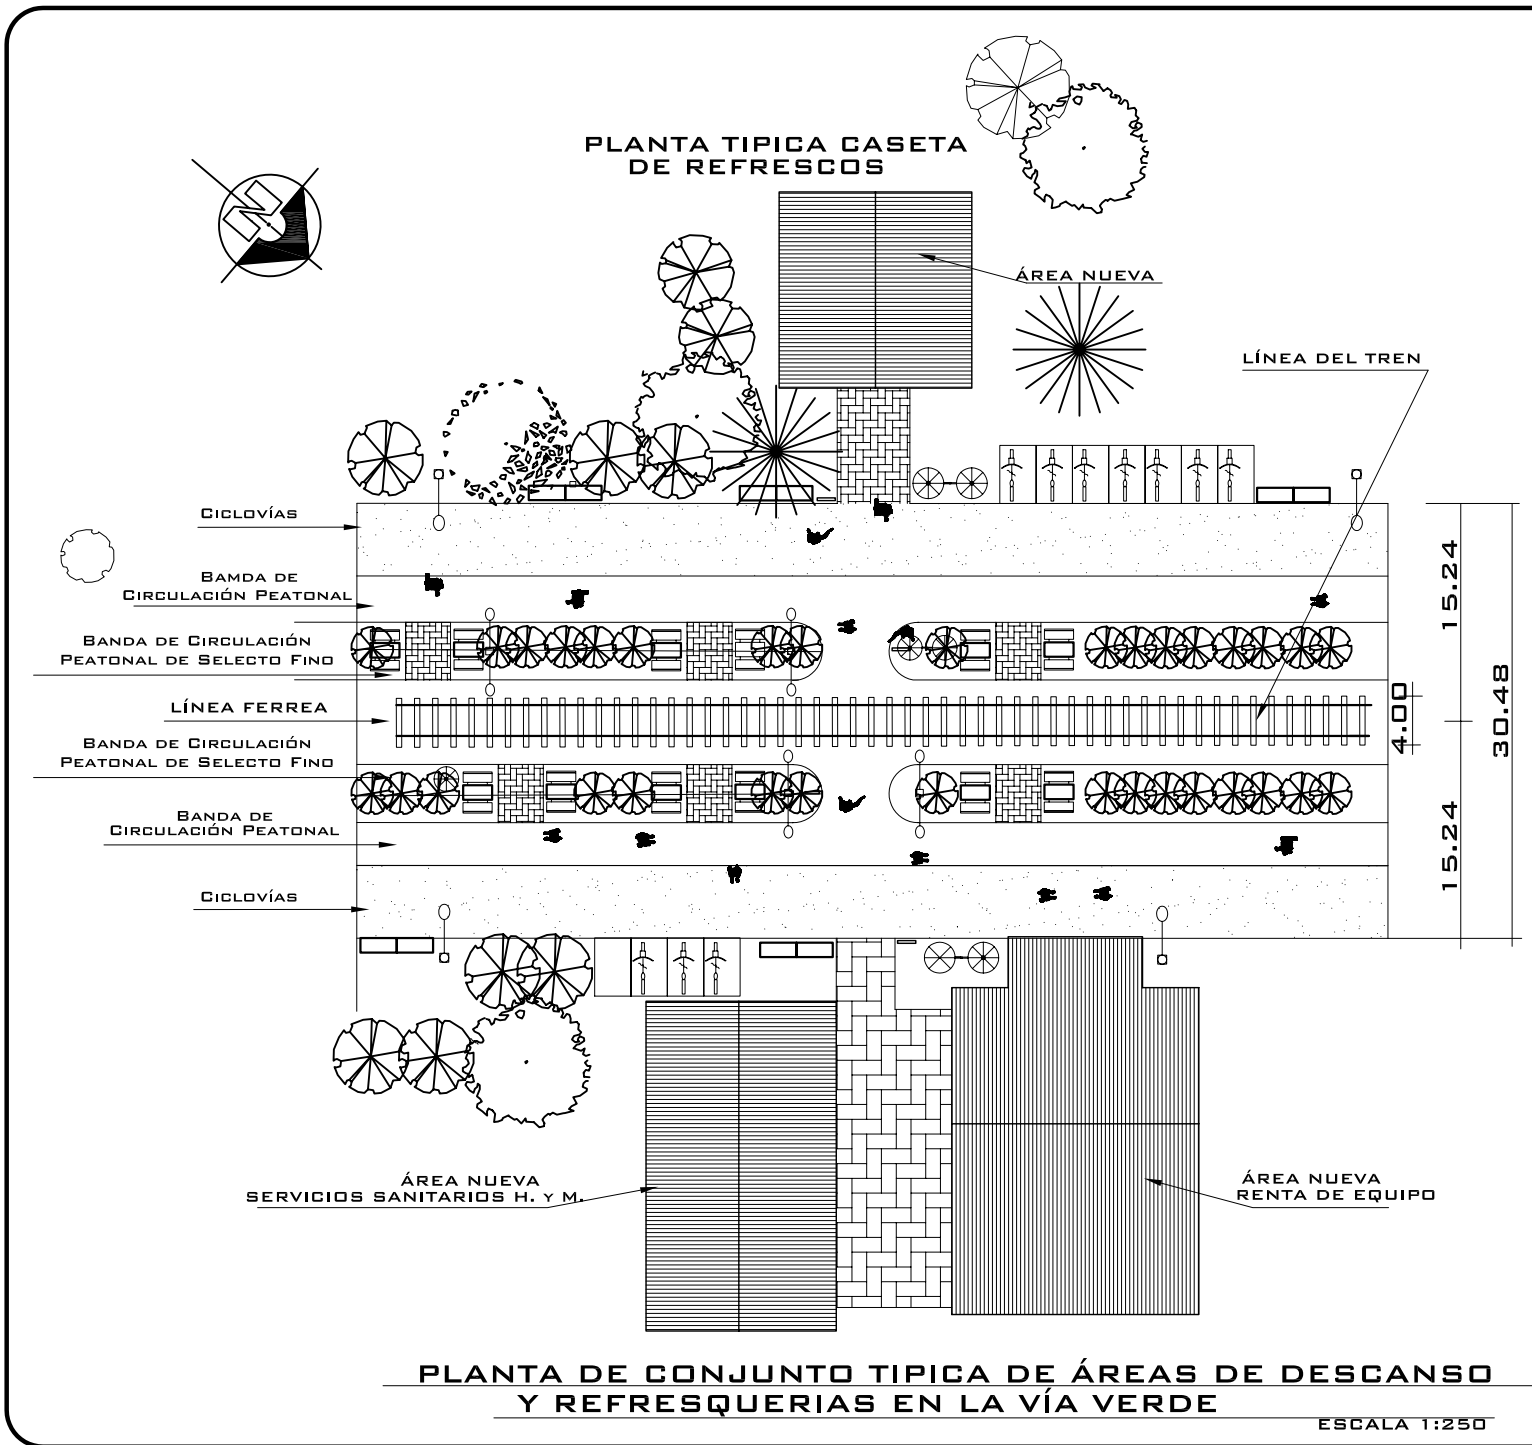 PLANTA TIPICA CASETA
DE REFRESCOS
N
ÁREA NUEVA
LÍNEA DEL TREN
CICLOVÍAS
BAMDA DE
CIRCULACIÓN PEATONAL
BANDA DE CIRCULACIÓN
PEATONAL DE SELECTO FINO
LÍNEA FERREA
BANDA DE CIRCULACIÓN
PEATONAL DE SELECTO FINO
BANDA DE
CIRCULACIÓN PEATONAL
CICLOVÍAS
15.24
4.00
30.48
15.24
ÁREA NUEVA
SERVICIOS SANITARIOS H. Y M.
ÁREA NUEVA
RENTA DE EQUIPO
PLANTA DE CONJUNTO TIPICA DE ÁREAS DE DESCANSO
Y REFRESQUERIAS EN LA VÍA VERDE
ESCALA 1:250